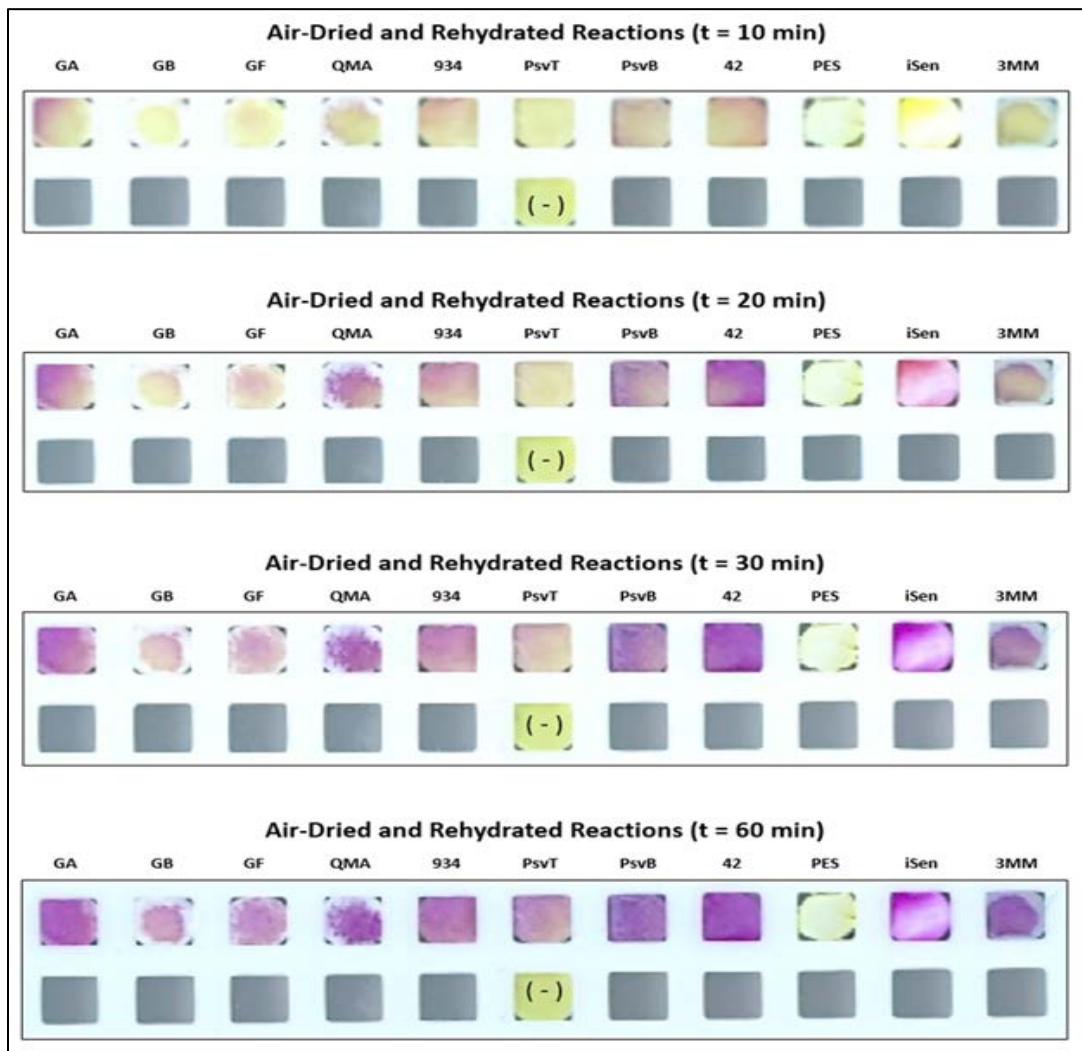 Air-Dried and Rehydrated Reactions (t = 10 min)
GA GB GF QMA 934 PsvT PsvB 42 PES iSen 3MM
( - )
Air-Dried and Rehydrated Reactions (t = 20 min)
GA GB GF QMA 934 PsvT PsvB 42 PES iSen 3MM
( - )
Air-Dried and Rehydrated Reactions (t = 30 min)
GA GB GF QMA 934 PsvT PsvB 42 PES iSen 3MM
( - )
Air-Dried and Rehydrated Reactions (t = 60 min)
GA GB GF QMA 934 PsvT PsvB 42 PES iSen 3MM
( - )